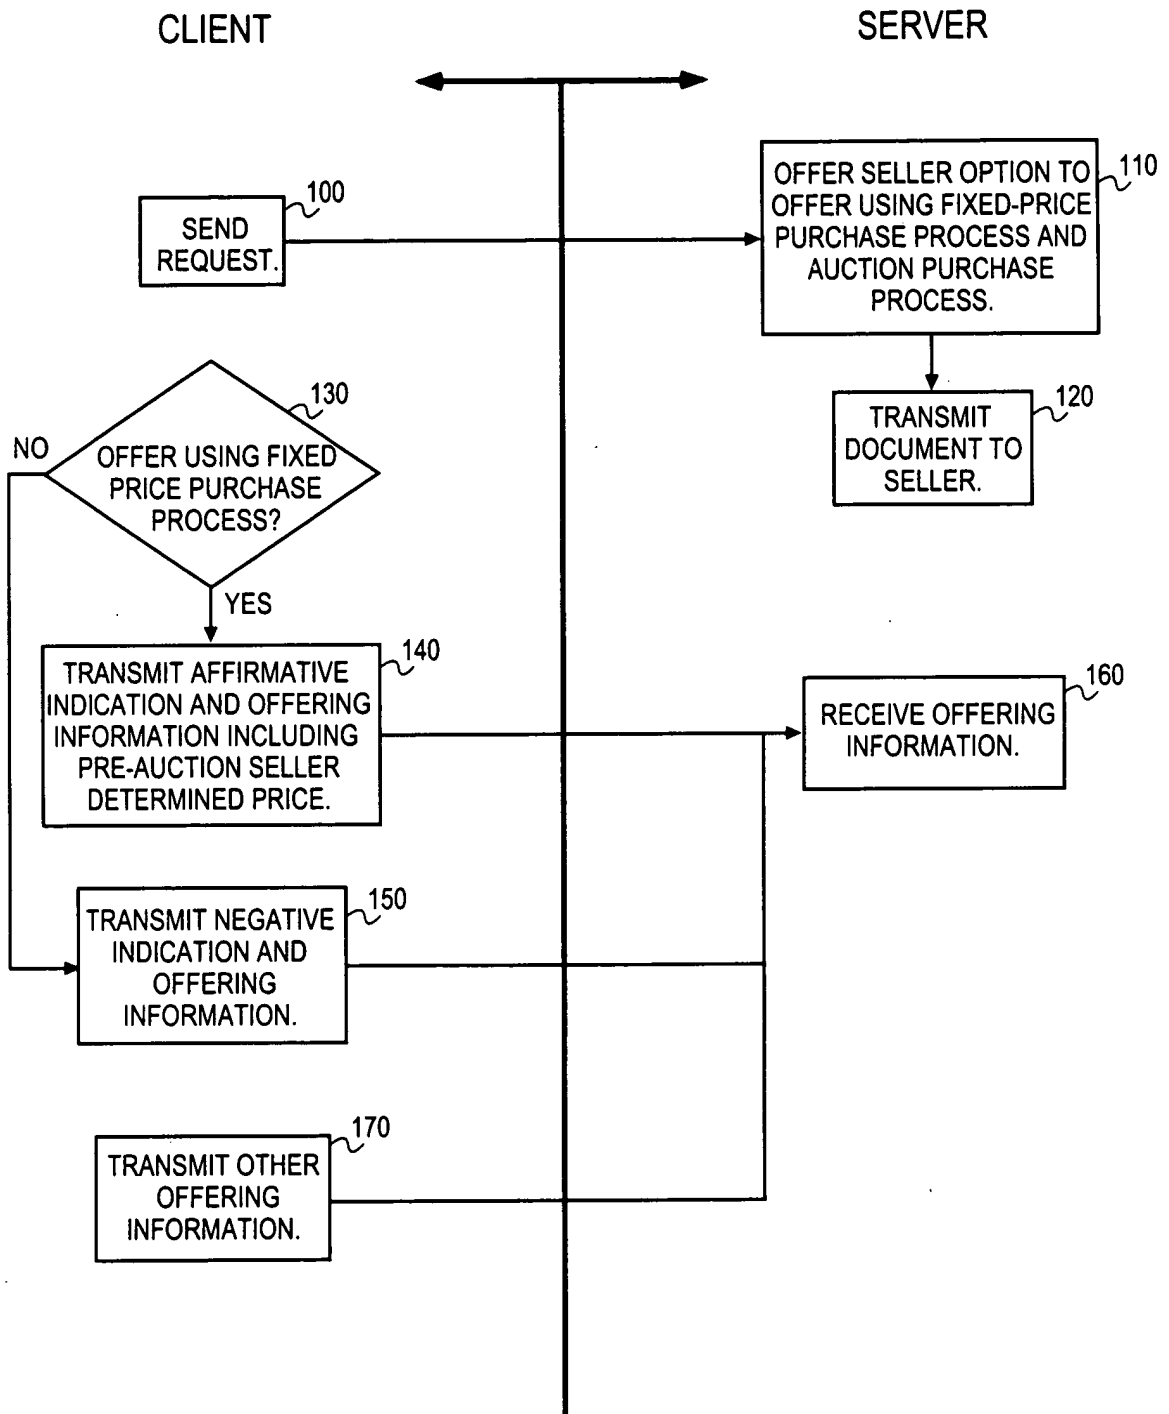 CLIENT
SERVER
100
SEND
REQUEST.
110
OFFER SELLER OPTION TO
OFFER USING FIXED-PRICE
PURCHASE PROCESS AND
AUCTION PURCHASE
PROCESS.
120
TRANSMIT
DOCUMENT TO
SELLER.
130
NO
OFFER USING FIXED
PRICE PURCHASE
PROCESS?
YES
140
TRANSMIT AFFIRMATIVE
INDICATION AND OFFERING
INFORMATION INCLUDING
PRE-AUCTION SELLER
DETERMINED PRICE.
160
RECEIVE OFFERING
INFORMATION.
150
TRANSMIT NEGATIVE
INDICATION AND
OFFERING
INFORMATION.
170
TRANSMIT OTHER
OFFERING
INFORMATION.